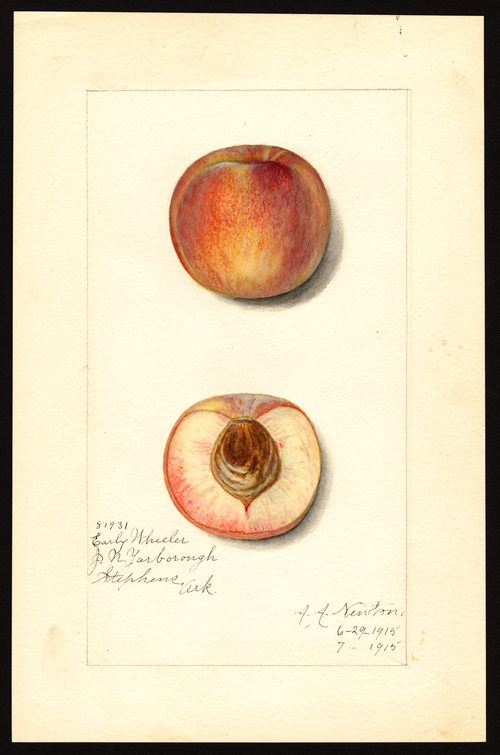 81931
Early Wheeler
J. N. Yarborough
Stephens, Ark.
A. A. Newton.
6-29-1915
7- 1915